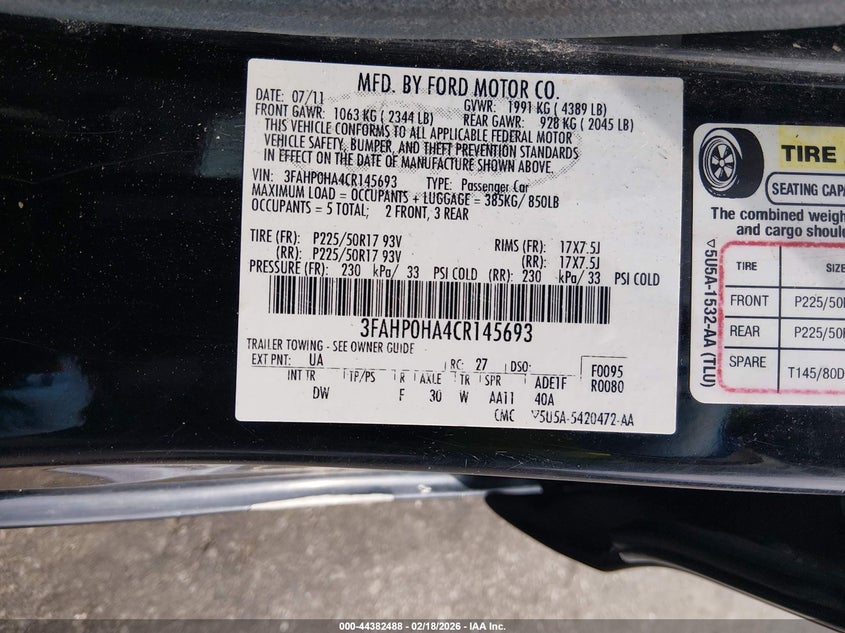 MFD. BY FORD MOTOR CO.
DATE: 07/11 GVWR: 1991 KG ( 4389 LB)
FRONT GAWR: 1063 KG ( 2344 LB) REAR GAWR: 928 KG ( 2045 LB)
THIS VEHICLE CONFORMS TO ALL APPLICABLE FEDERAL MOTOR
VEHICLE SAFETY, BUMPER, AND THEFT PREVENTION STANDARDS
IN EFFECT ON THE DATE OF MANUFACTURE SHOWN ABOVE.
VIN: 3FAHP0HA4CR145693 TYPE: Passenger Car
MAXIMUM LOAD = OCCUPANTS + LUGGAGE = 385KG/ 850LB
OCCUPANTS = 5 TOTAL; 2 FRONT, 3 REAR
TIRE (FR): P225/50R17 93V RIMS (FR): 17X7.5J
(RR): P225/50R17 93V (RR): 17X7.5J
PRESSURE (FR): 230 kPa/ 33 PSI COLD (RR): 230 kPa/ 33 PSI COLD
3FAHP0HA4CR145693
TRAILER TOWING - SEE OWNER GUIDE
EXT PNT: UA RC: 27 DSO: F0095
INT TR TP/PS R AXLE TR SPR ADE1F R0080
DW F 30 W AA11 40A
CMC 5U5A-5420472-AA
TIRE
SEATING CAPA
The combined weigh
and cargo shoul
5U5A-1532-AA (TLU)
TIRE SIZE
FRONT P225/50
REAR P225/50
SPARE T145/80D
000-44382488 - 02/18/2026 - IAA Inc.